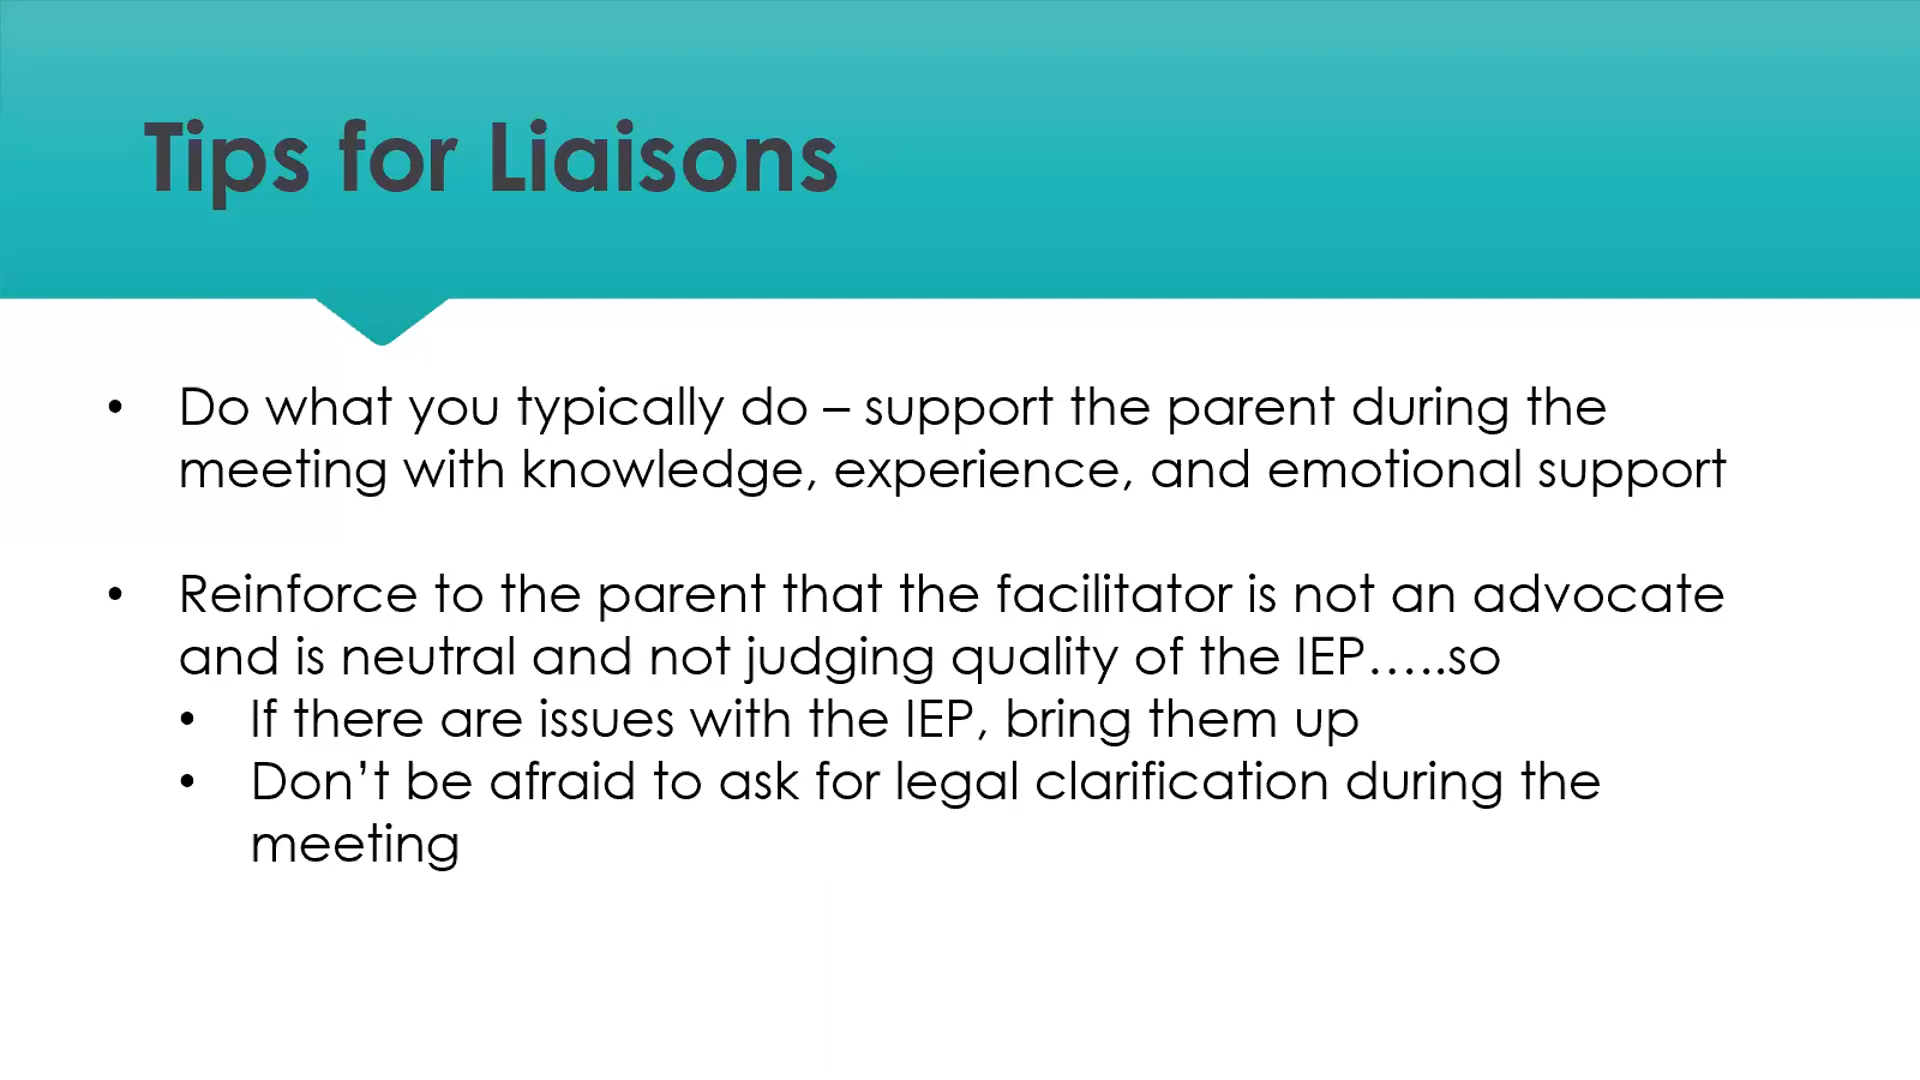 Tips for Liaisons
• Do what you typically do – support the parent during the
meeting with knowledge, experience, and emotional support
• Reinforce to the parent that the facilitator is not an advocate
and is neutral and not judging quality of the IEP…..so
• If there are issues with the IEP, bring them up
• Don’t be afraid to ask for legal clarification during the
meeting